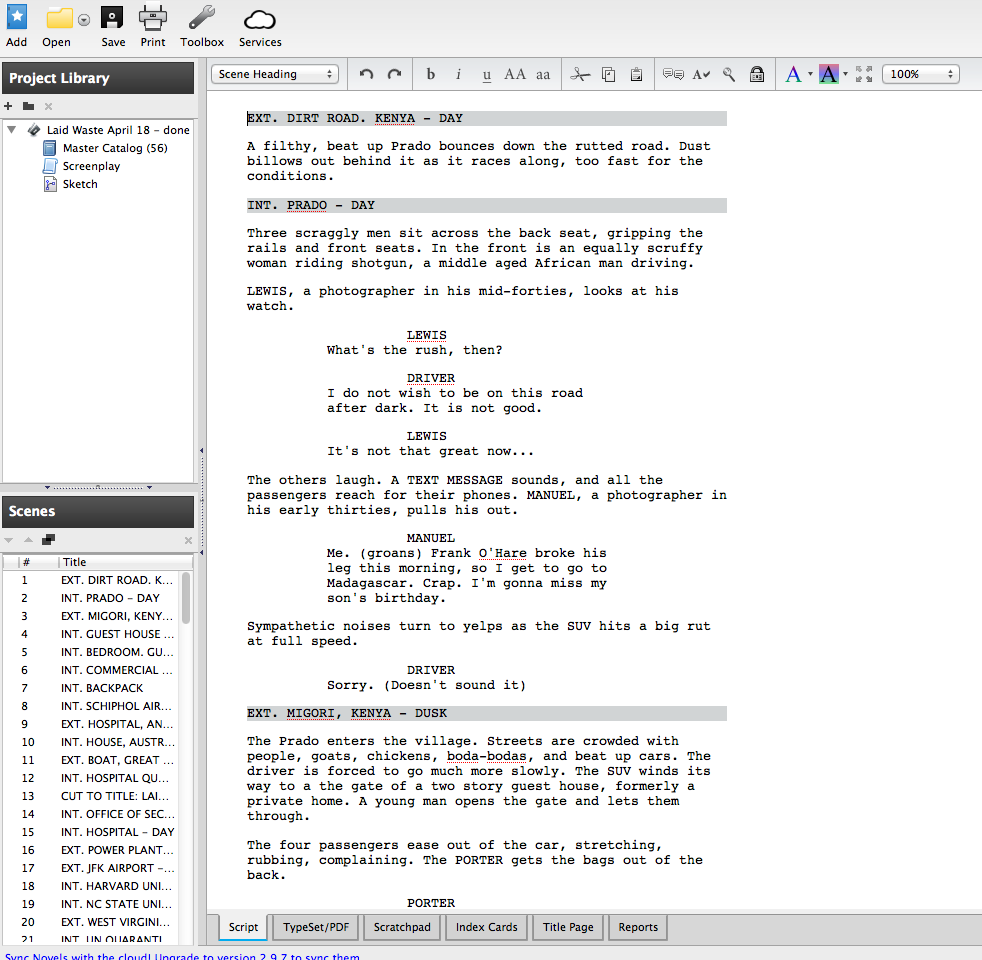 Add Open Save Print Toolbox Services
Project Library
Laid Waste April 18 - done
Master Catalog (56)
Screenplay
Sketch
Scenes
# Title
1 EXT. DIRT ROAD. K...
2 INT. PRADO - DAY
3 EXT. MIGORI, KENY...
4 INT. GUEST HOUSE ...
5 INT. BEDROOM. GU...
6 INT. COMMERCIAL ...
7 INT. BACKPACK
8 INT. SCHIPHOL AIR...
9 EXT. HOSPITAL, AN...
10 INT. HOUSE, AUSTR...
11 EXT. BOAT, GREAT ...
12 INT. HOSPITAL QU...
13 CUT TO TITLE: LAI...
14 INT. OFFICE OF SEC...
15 INT. HOSPITAL - DAY
16 EXT. POWER PLANT...
17 EXT. JFK AIRPORT -...
18 INT. HARVARD UNI...
19 INT. NC STATE UNI...
20 EXT. WEST VIRGINI...
21 INT. UN QUARANTI...
Scene Heading b i u AA aa A A A 100%
EXT. DIRT ROAD. KENYA - DAY
A filthy, beat up Prado bounces down the rutted road. Dust
billows out behind it as it races along, too fast for the
conditions.
INT. PRADO - DAY
Three scraggly men sit across the back seat, gripping the
rails and front seats. In the front is an equally scruffy
woman riding shotgun, a middle aged African man driving.
LEWIS, a photographer in his mid-forties, looks at his
watch.
LEWIS
What's the rush, then?
DRIVER
I do not wish to be on this road
after dark. It is not good.
LEWIS
It's not that great now...
The others laugh. A TEXT MESSAGE sounds, and all the
passengers reach for their phones. MANUEL, a photographer in
his early thirties, pulls his out.
MANUEL
Me. (groans) Frank O'Hare broke his
leg this morning, so I get to go to
Madagascar. Crap. I'm gonna miss my
son's birthday.
Sympathetic noises turn to yelps as the SUV hits a big rut
at full speed.
DRIVER
Sorry. (Doesn't sound it)
EXT. MIGORI, KENYA - DUSK
The Prado enters the village. Streets are crowded with
people, goats, chickens, boda-bodas, and beat up cars. The
driver is forced to go much more slowly. The SUV winds its
way to a the gate of a two story guest house, formerly a
private home. A young man opens the gate and lets them
through.
The four passengers ease out of the car, stretching,
rubbing, complaining. The PORTER gets the bags out of the
back.
PORTER
Script TypeSet/PDF Scratchpad Index Cards Title Page Reports
Sync Novels with the cloud! Upgrade to version 2.9.7 to sync them